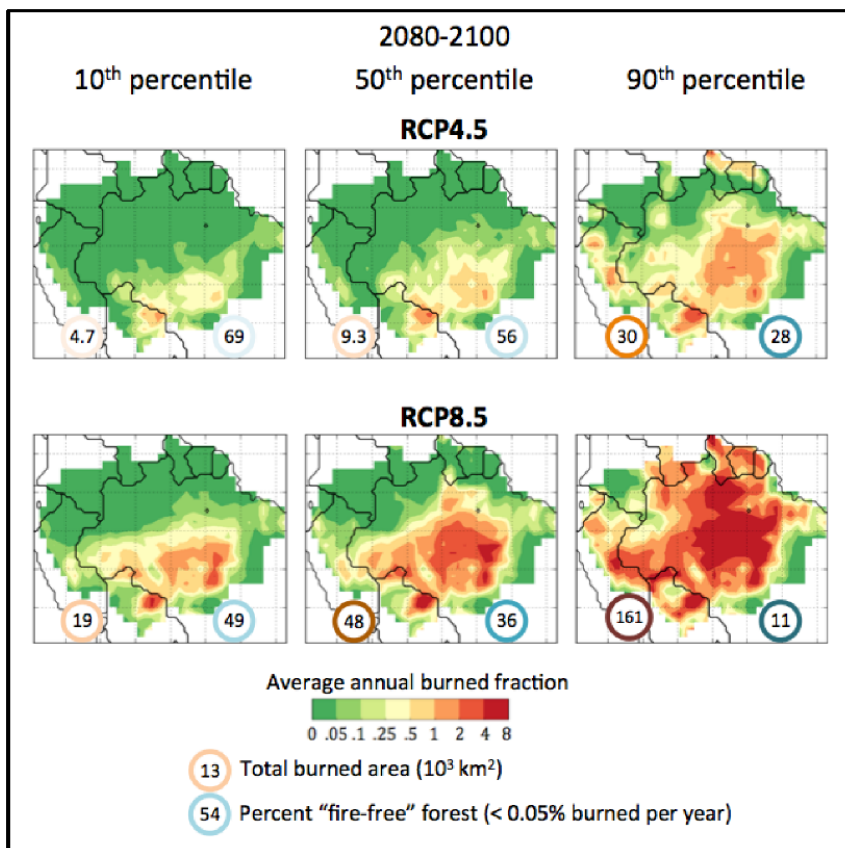 2080-2100
10th percentile 50th percentile 90th percentile
RCP4.5
4.7 69 9.3 56 30 28
RCP8.5
19 49 48 36 161 11
Average annual burned fraction
0 .05 .1 .25 .5 1 2 4 8
13 Total burned area (10³ km²)
54 Percent “fire-free” forest (< 0.05% burned per year)